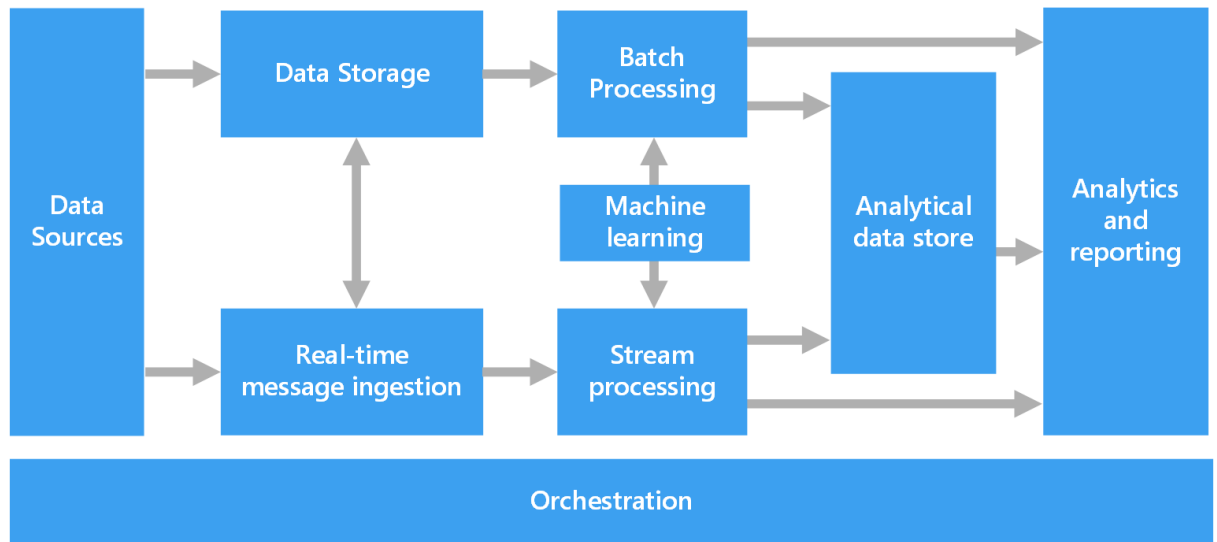 Data
Sources
Data Storage
Real-time
message ingestion
Batch
Processing
Machine
learning
Stream
processing
Analytical
data store
Analytics
and
reporting
Orchestration